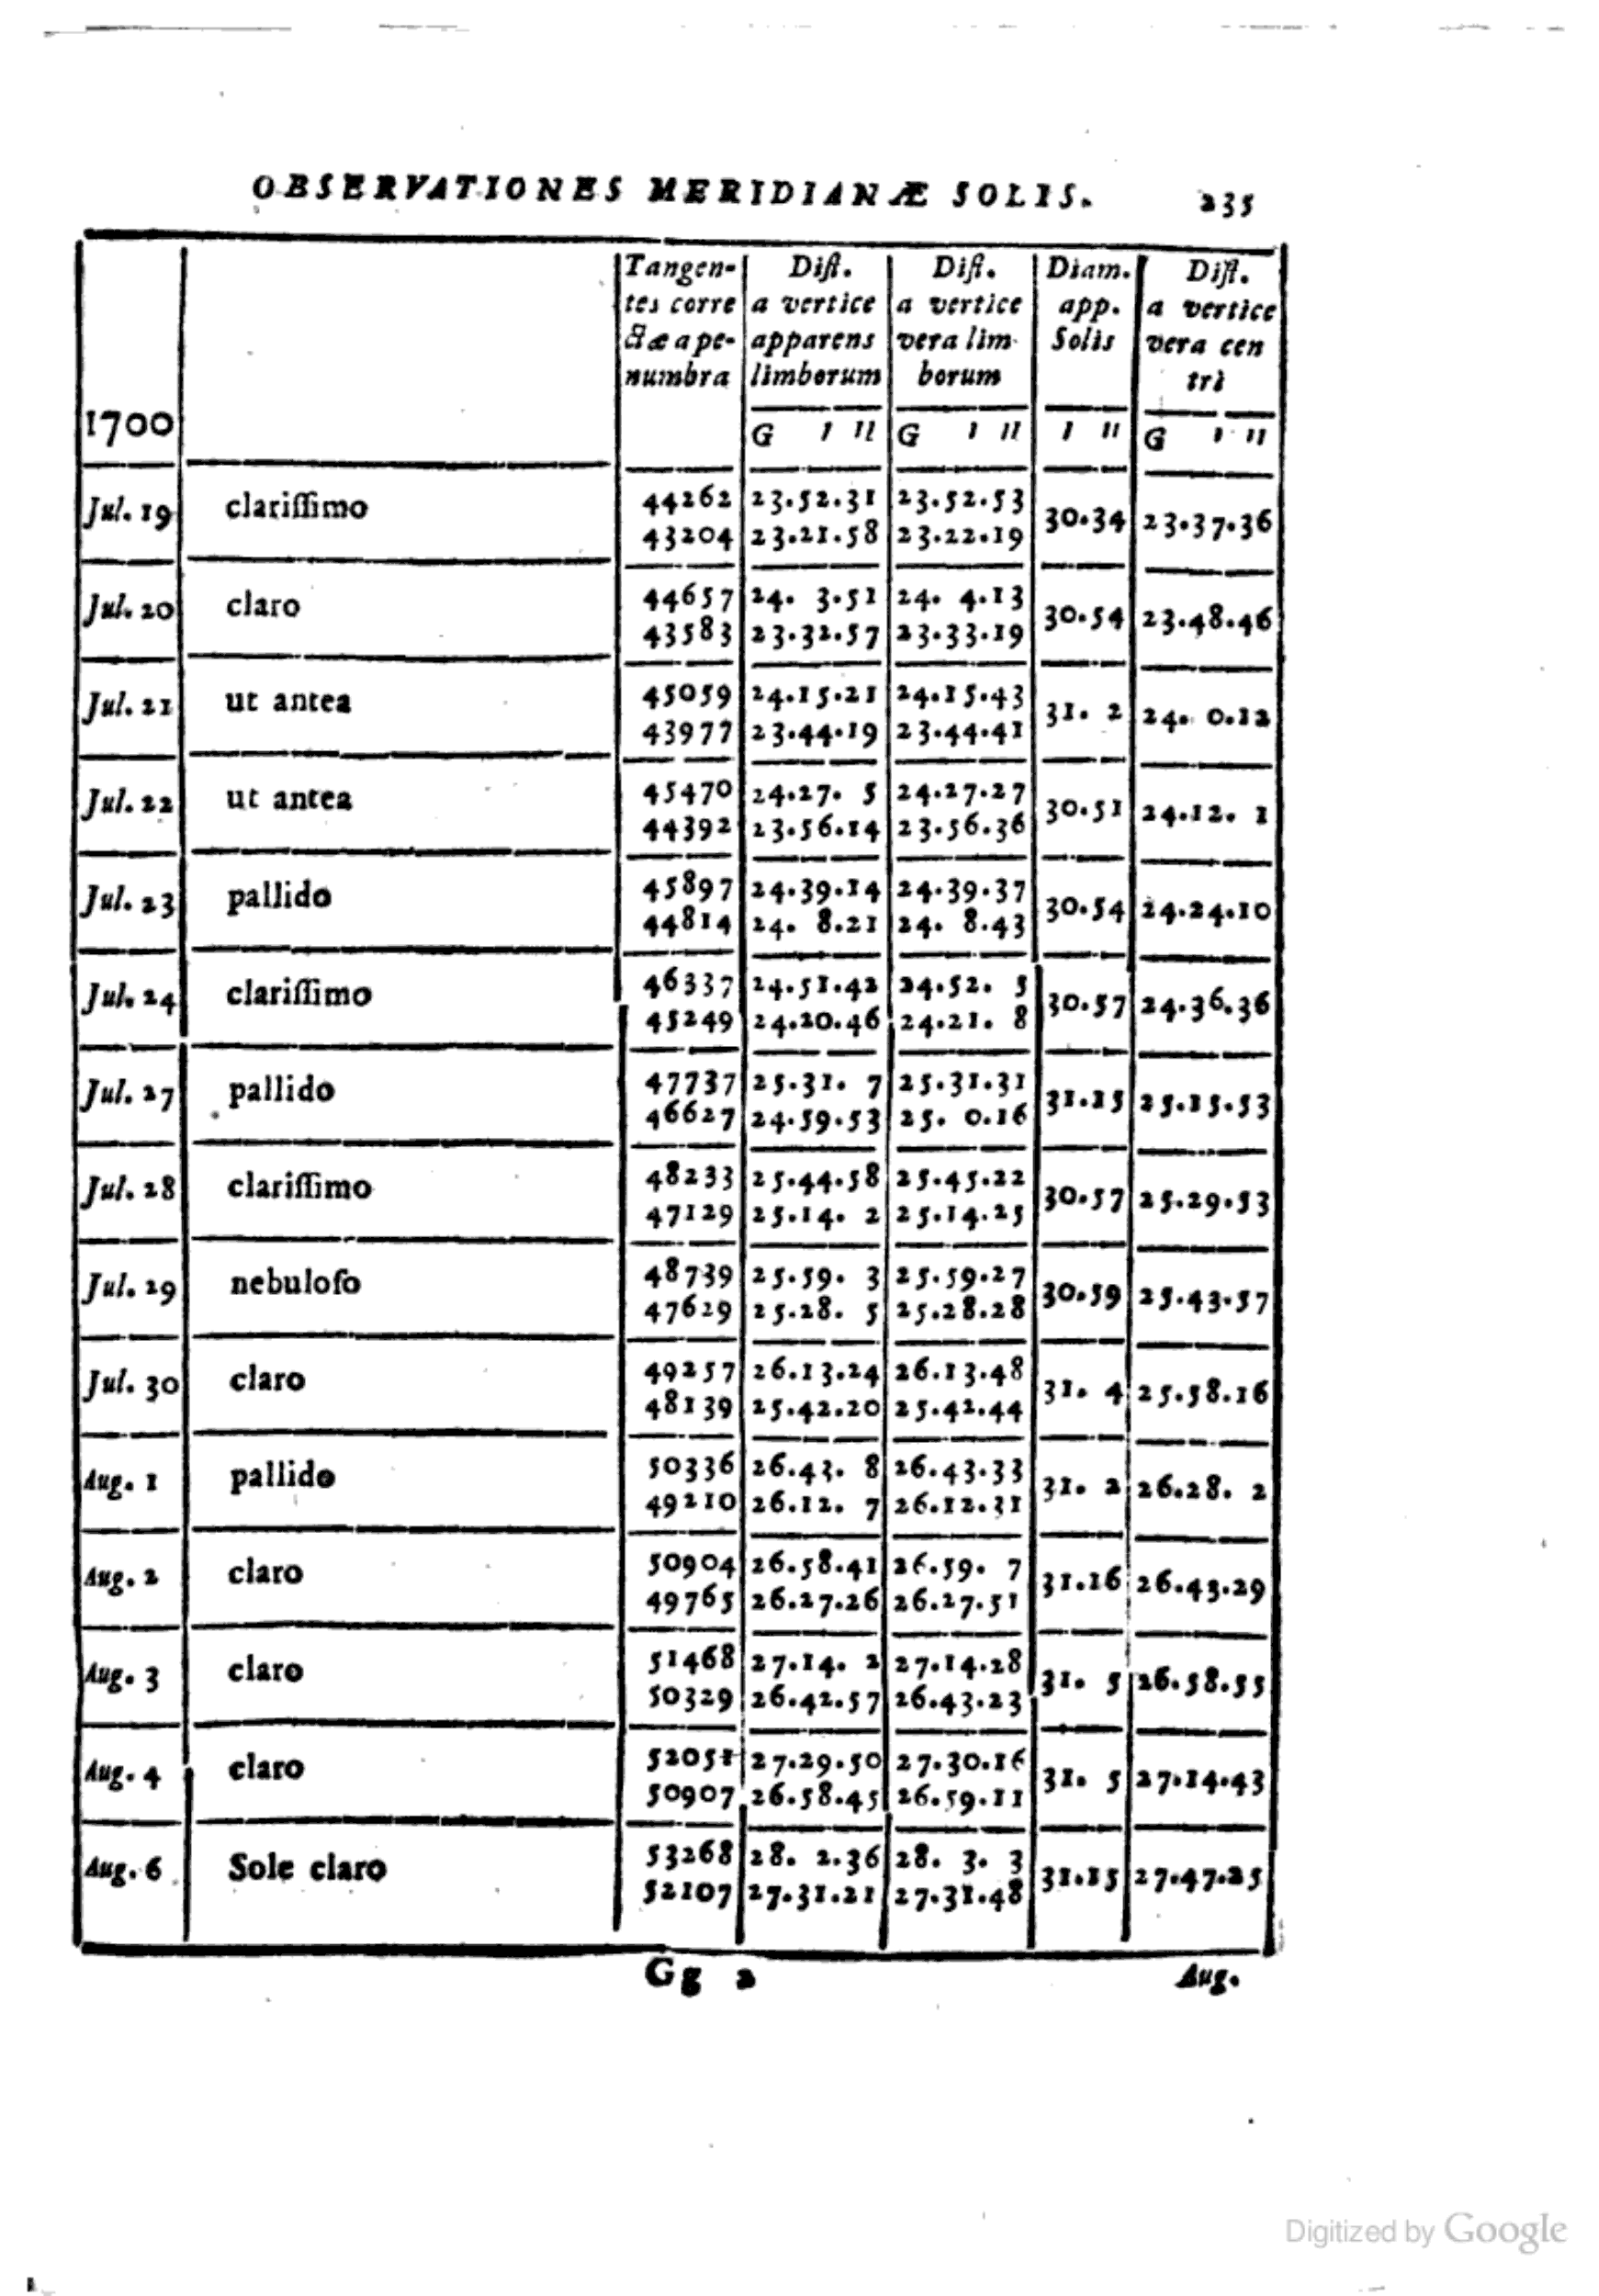 OBSERVATIONES MERIDIANÆ SOLIS. 235
1700
Tangen-
tes corre
ctæ a pe-
numbra
Dist.
a vertice
apparens
limborum
G I II
Dist.
a vertice
vera lim-
borum
G I II
Diam.
app.
Solis
I II
Dist.
a vertice
vera cen
tri
G I II
Jul. 19 clarissimo 44262 23.52.31 23.52.53 30.34 23.37.36
43204 23.21.58 23.22.19
Jul. 20 claro 44657 24. 3.51 24. 4.13 30.54 23.48.46
43583 23.32.57 23.33.19
Jul. 21 ut antea 45059 24.15.21 24.15.43 31. 2 24. 0.12
43977 23.44.19 23.44.41
Jul. 22 ut antea 45470 24.27. 5 24.27.27 30.51 24.12. 1
44392 23.56.14 23.56.36
Jul. 23 pallido 45897 24.39.14 24.39.37 30.54 24.24.10
44814 24. 8.21 24. 8.43
Jul. 24 clarissimo 46337 24.51.42 24.52. 5 30.57 24.36.36
45249 24.20.46 24.21. 8
Jul. 27 pallido 47737 25.31. 7 25.31.31 31.15 25.15.53
46627 24.59.53 25. 0.16
Jul. 28 clarissimo 48233 25.44.58 25.45.22 30.57 25.29.53
47129 25.14. 2 25.14.25
Jul. 29 nebuloso 48739 25.59. 3 25.59.27 30.59 25.43.57
47629 25.28. 5 25.28.28
Jul. 30 claro 49257 26.13.24 26.13.48 31. 4 25.58.16
48139 25.42.20 25.42.44
Aug. 1 pallido 50336 26.43. 8 26.43.33 31. 2 26.28. 2
49210 26.12. 7 26.12.31
Aug. 2 claro 50904 26.58.41 26.59. 7 31.16 26.43.29
49765 26.27.26 26.27.51
Aug. 3 claro 51468 27.14. 2 27.14.28 31. 5 26.58.55
50329 26.42.57 26.43.23
Aug. 4 claro 52051 27.29.50 27.30.16 31. 5 27.14.43
50907 26.58.45 26.59.11
Aug. 6 Sole claro 53268 28. 2.36 28. 3. 3 31.15 27.47.25
52107 27.31.21 27.31.48
Gg 2 Aug.
Digitized by Google